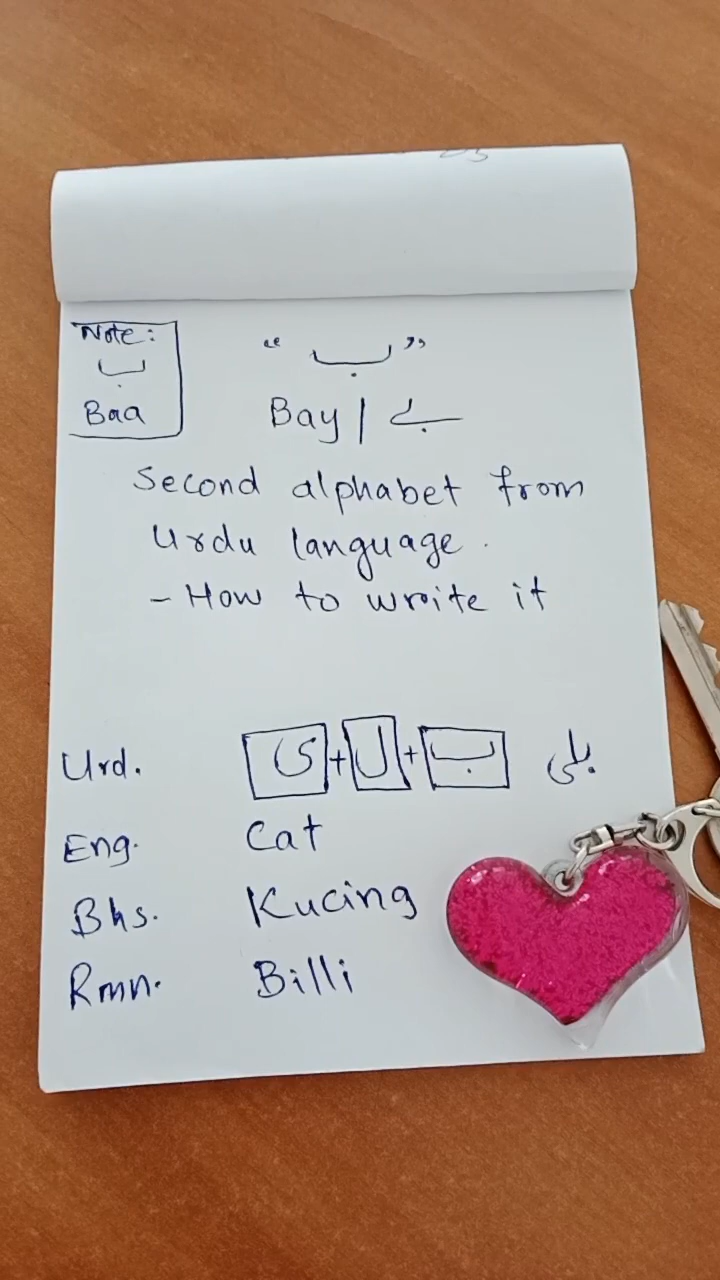 Note:
ب
Baa
“ ب ”
Bay | بے
Second alphabet from
Urdu language.
- How to write it
Urd. ی + ل + ب بلی
Eng. Cat
Bhs. Kucing
Rmn. Billi